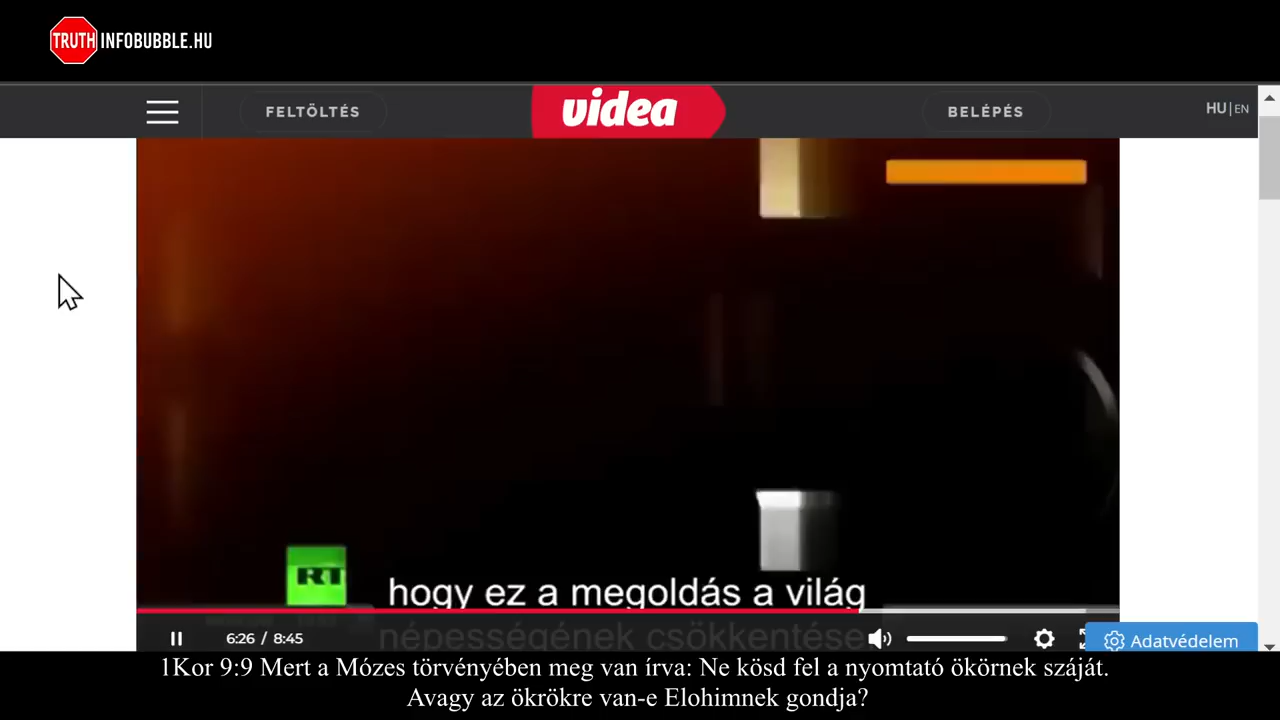 TRUTH INFOBUBBLE.HU
FELTÖLTÉS
videa
BELÉPÉS
HU|EN
RT
hogy ez a megoldás a világ
népességének csökkentése
6:26 / 8:45
Adatvédelem
1Kor 9:9 Mert a Mózes törvényében meg van írva: Ne kösd fel a nyomtató ökörnek száját.
Avagy az ökrökre van-e Elohimnek gondja?